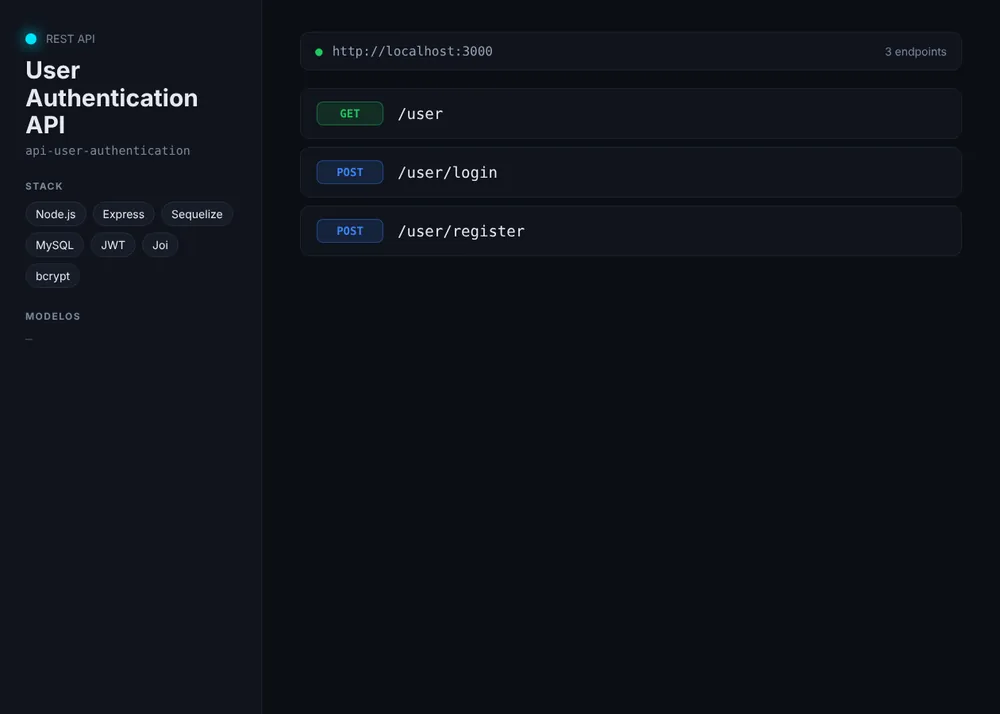 REST API
User
Authentication
API
api-user-authentication
STACK
Node.js Express Sequelize
MySQL JWT Joi
bcrypt
MODELOS
—
http://localhost:3000 3 endpoints
GET /user
POST /user/login
POST /user/register